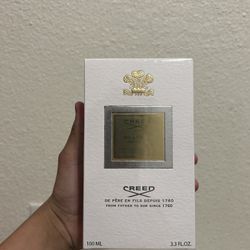 CREED
DE PÈRE EN FILS DEPUIS 1760
FROM FATHER TO SON SINCE 1760
100 ML 3.3 FL.OZ.